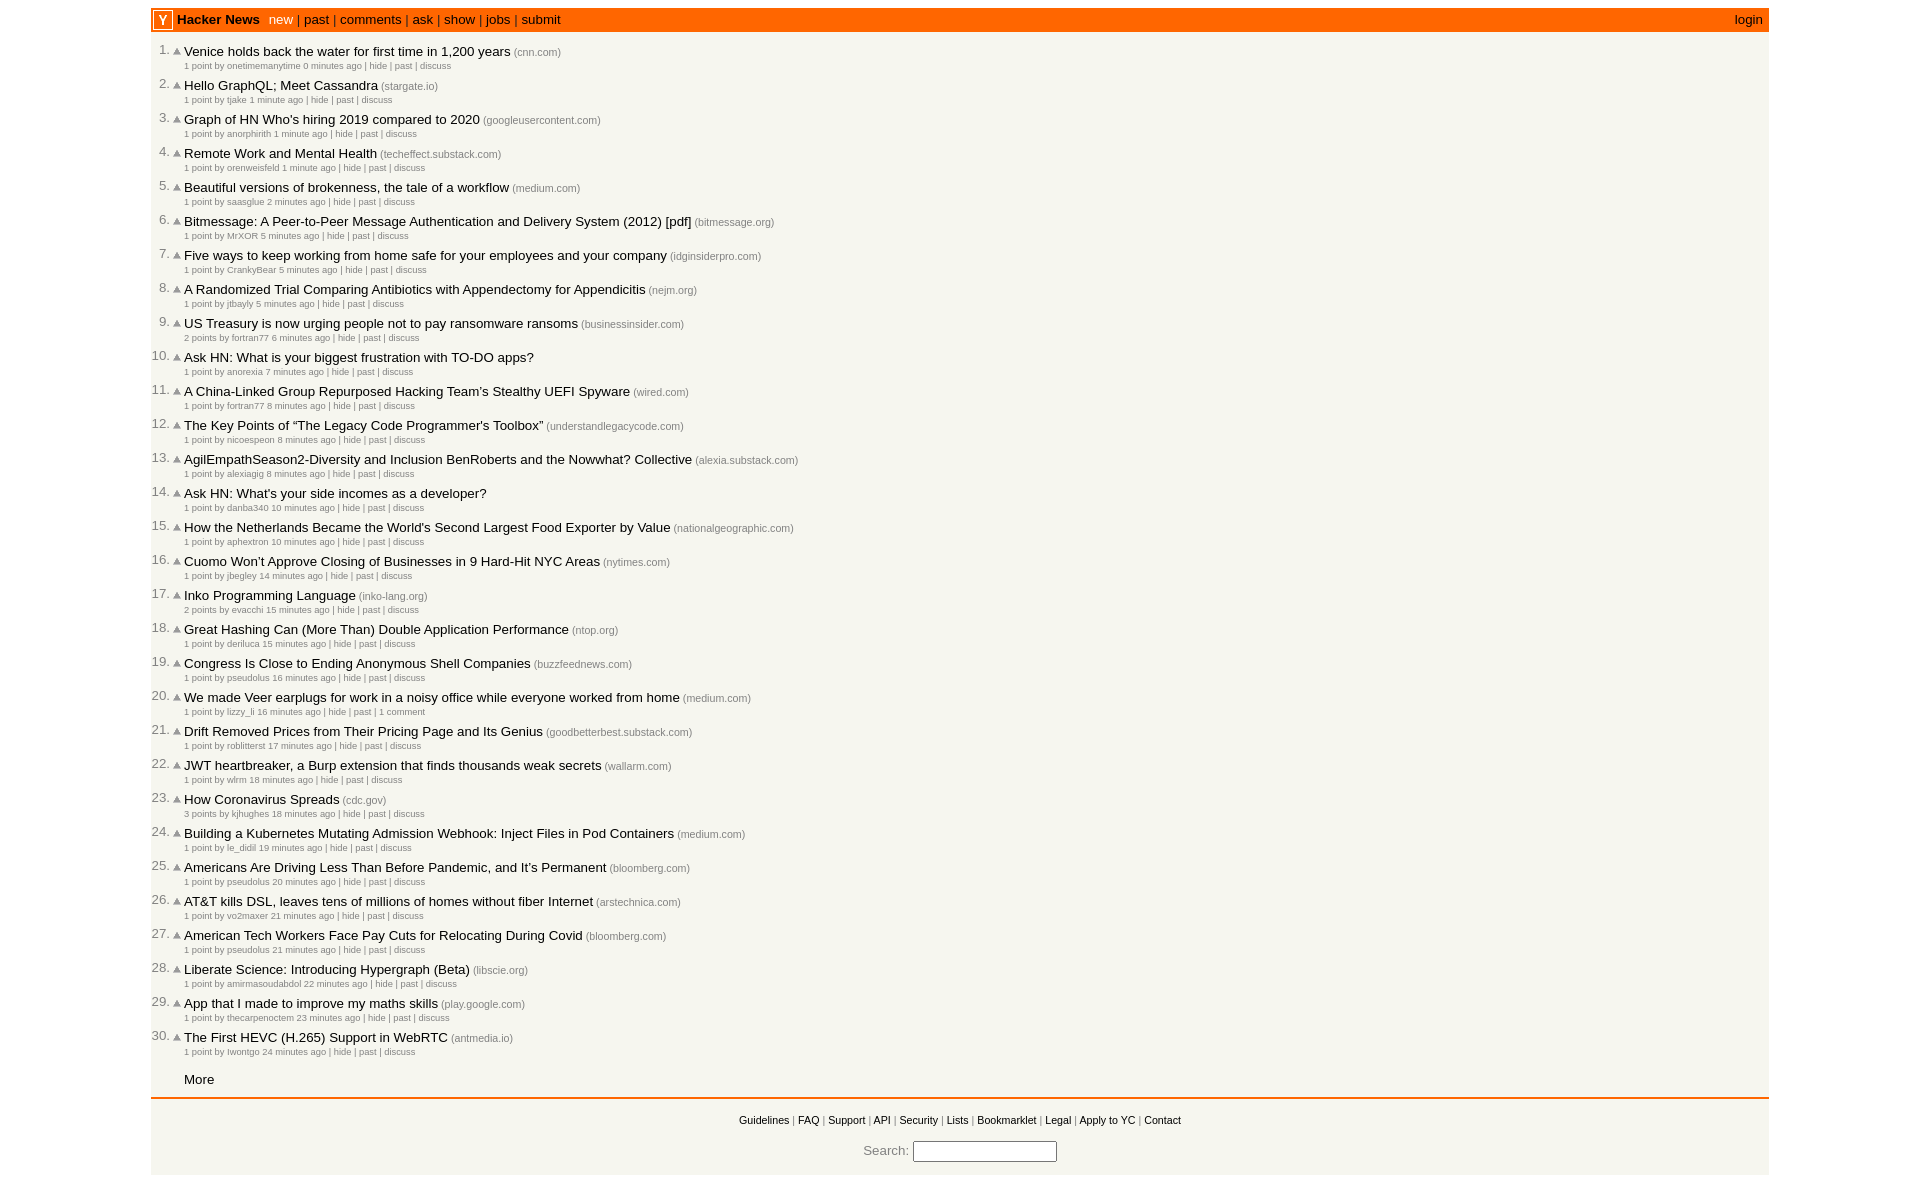 Y Hacker News new | past | comments | ask | show | jobs | submit login
1. Venice holds back the water for first time in 1,200 years (cnn.com)
1 point by onetimemanytime 0 minutes ago | hide | past | discuss
2. Hello GraphQL; Meet Cassandra (stargate.io)
1 point by tjake 1 minute ago | hide | past | discuss
3. Graph of HN Who's hiring 2019 compared to 2020 (googleusercontent.com)
1 point by anorphirith 1 minute ago | hide | past | discuss
4. Remote Work and Mental Health (techeffect.substack.com)
1 point by orenweisfeld 1 minute ago | hide | past | discuss
5. Beautiful versions of brokenness, the tale of a workflow (medium.com)
1 point by saasglue 2 minutes ago | hide | past | discuss
6. Bitmessage: A Peer-to-Peer Message Authentication and Delivery System (2012) [pdf] (bitmessage.org)
1 point by MrXOR 5 minutes ago | hide | past | discuss
7. Five ways to keep working from home safe for your employees and your company (idginsiderpro.com)
1 point by CrankyBear 5 minutes ago | hide | past | discuss
8. A Randomized Trial Comparing Antibiotics with Appendectomy for Appendicitis (nejm.org)
1 point by jtbayly 5 minutes ago | hide | past | discuss
9. US Treasury is now urging people not to pay ransomware ransoms (businessinsider.com)
2 points by fortran77 6 minutes ago | hide | past | discuss
10. Ask HN: What is your biggest frustration with TO-DO apps?
1 point by anorexia 7 minutes ago | hide | past | discuss
11. A China-Linked Group Repurposed Hacking Team’s Stealthy UEFI Spyware (wired.com)
1 point by fortran77 8 minutes ago | hide | past | discuss
12. The Key Points of “The Legacy Code Programmer's Toolbox” (understandlegacycode.com)
1 point by nicoespeon 8 minutes ago | hide | past | discuss
13. AgilEmpathSeason2-Diversity and Inclusion BenRoberts and the Nowwhat? Collective (alexia.substack.com)
1 point by alexiagig 8 minutes ago | hide | past | discuss
14. Ask HN: What's your side incomes as a developer?
1 point by danba340 10 minutes ago | hide | past | discuss
15. How the Netherlands Became the World's Second Largest Food Exporter by Value (nationalgeographic.com)
1 point by aphextron 10 minutes ago | hide | past | discuss
16. Cuomo Won’t Approve Closing of Businesses in 9 Hard-Hit NYC Areas (nytimes.com)
1 point by jbegley 14 minutes ago | hide | past | discuss
17. Inko Programming Language (inko-lang.org)
2 points by evacchi 15 minutes ago | hide | past | discuss
18. Great Hashing Can (More Than) Double Application Performance (ntop.org)
1 point by deriluca 15 minutes ago | hide | past | discuss
19. Congress Is Close to Ending Anonymous Shell Companies (buzzfeednews.com)
1 point by pseudolus 16 minutes ago | hide | past | discuss
20. We made Veer earplugs for work in a noisy office while everyone worked from home (medium.com)
1 point by lizzy_li 16 minutes ago | hide | past | 1 comment
21. Drift Removed Prices from Their Pricing Page and Its Genius (goodbetterbest.substack.com)
1 point by roblitterst 17 minutes ago | hide | past | discuss
22. JWT heartbreaker, a Burp extension that finds thousands weak secrets (wallarm.com)
1 point by wlrm 18 minutes ago | hide | past | discuss
23. How Coronavirus Spreads (cdc.gov)
3 points by kjhughes 18 minutes ago | hide | past | discuss
24. Building a Kubernetes Mutating Admission Webhook: Inject Files in Pod Containers (medium.com)
1 point by le_didil 19 minutes ago | hide | past | discuss
25. Americans Are Driving Less Than Before Pandemic, and It’s Permanent (bloomberg.com)
1 point by pseudolus 20 minutes ago | hide | past | discuss
26. AT&T kills DSL, leaves tens of millions of homes without fiber Internet (arstechnica.com)
1 point by vo2maxer 21 minutes ago | hide | past | discuss
27. American Tech Workers Face Pay Cuts for Relocating During Covid (bloomberg.com)
1 point by pseudolus 21 minutes ago | hide | past | discuss
28. Liberate Science: Introducing Hypergraph (Beta) (libscie.org)
1 point by amirmasoudabdol 22 minutes ago | hide | past | discuss
29. App that I made to improve my maths skills (play.google.com)
1 point by thecarpenoctem 23 minutes ago | hide | past | discuss
30. The First HEVC (H.265) Support in WebRTC (antmedia.io)
1 point by Iwontgo 24 minutes ago | hide | past | discuss
More
Guidelines | FAQ | Support | API | Security | Lists | Bookmarklet | Legal | Apply to YC | Contact
Search: